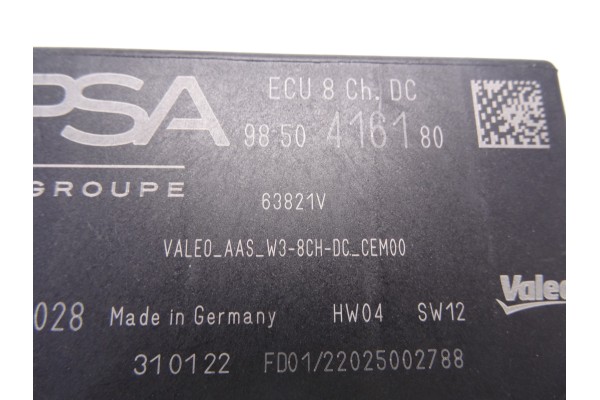 PSA ECU 8 Ch. DC
98 50 4161 80
GROUPE
63821V
VALEO_AAS_W3-8CH-DC_CEM00
Valeo
028 Made in Germany HW04 SW12
310122 FD01/22025002788